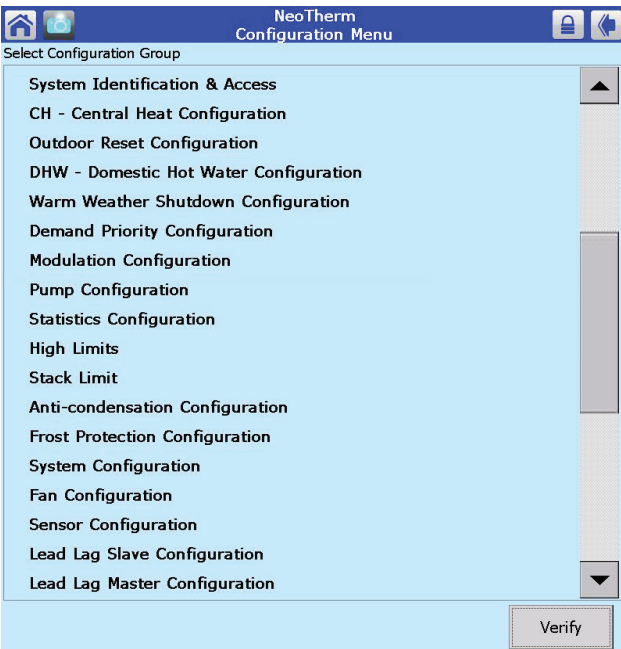 NeoTherm
Configuration Menu
Select Configuration Group
System Identification & Access
CH - Central Heat Configuration
Outdoor Reset Configuration
DHW - Domestic Hot Water Configuration
Warm Weather Shutdown Configuration
Demand Priority Configuration
Modulation Configuration
Pump Configuration
Statistics Configuration
High Limits
Stack Limit
Anti-condensation Configuration
Frost Protection Configuration
System Configuration
Fan Configuration
Sensor Configuration
Lead Lag Slave Configuration
Lead Lag Master Configuration
Verify